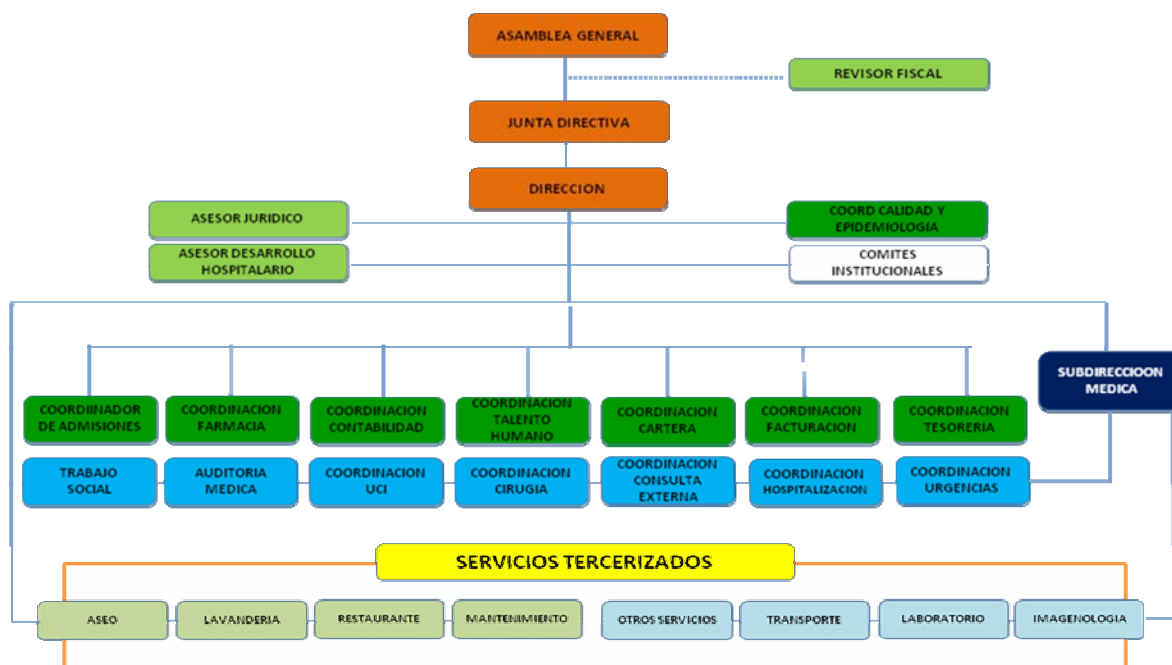 ASAMBLEA GENERAL
REVISOR FISCAL
JUNTA DIRECTIVA
DIRECCION
ASESOR JURIDICO
COORD CALIDAD Y
EPIDEMIOLOGIA
ASESOR DESARROLLO
HOSPITALARIO
COMITES
INSTITUCIONALES
SUBDIRECCIOON
MEDICA
COORDIINADOR
DE ADMISIONES
COORDINACION
FARMACIA
COORDINACION
CONTABILIDAD
COORDINACION
TALENTO
HUMANO
COORDINACION
CARTERA
COORDINACION
FACTURACION
COORDINACION
TESORERIA
TRABAJO
SOCIAL
AUDITORIA
MEDICA
COORDINACION
UCI
COORDINACION
CIRUGIA
COORDINACION
CONSULTA
EXTERNA
COORDINACION
HOSPITALIZACION
COORDINACION
URGENCIAS
SERVICIOS TERCERIZADOS
ASEO
LAVANDERIA
RESTAURANTE
MANTENIMIENTO
OTROS SERVICIOS
TRANSPORTE
LABORATORIO
IMAGENOLOGIA